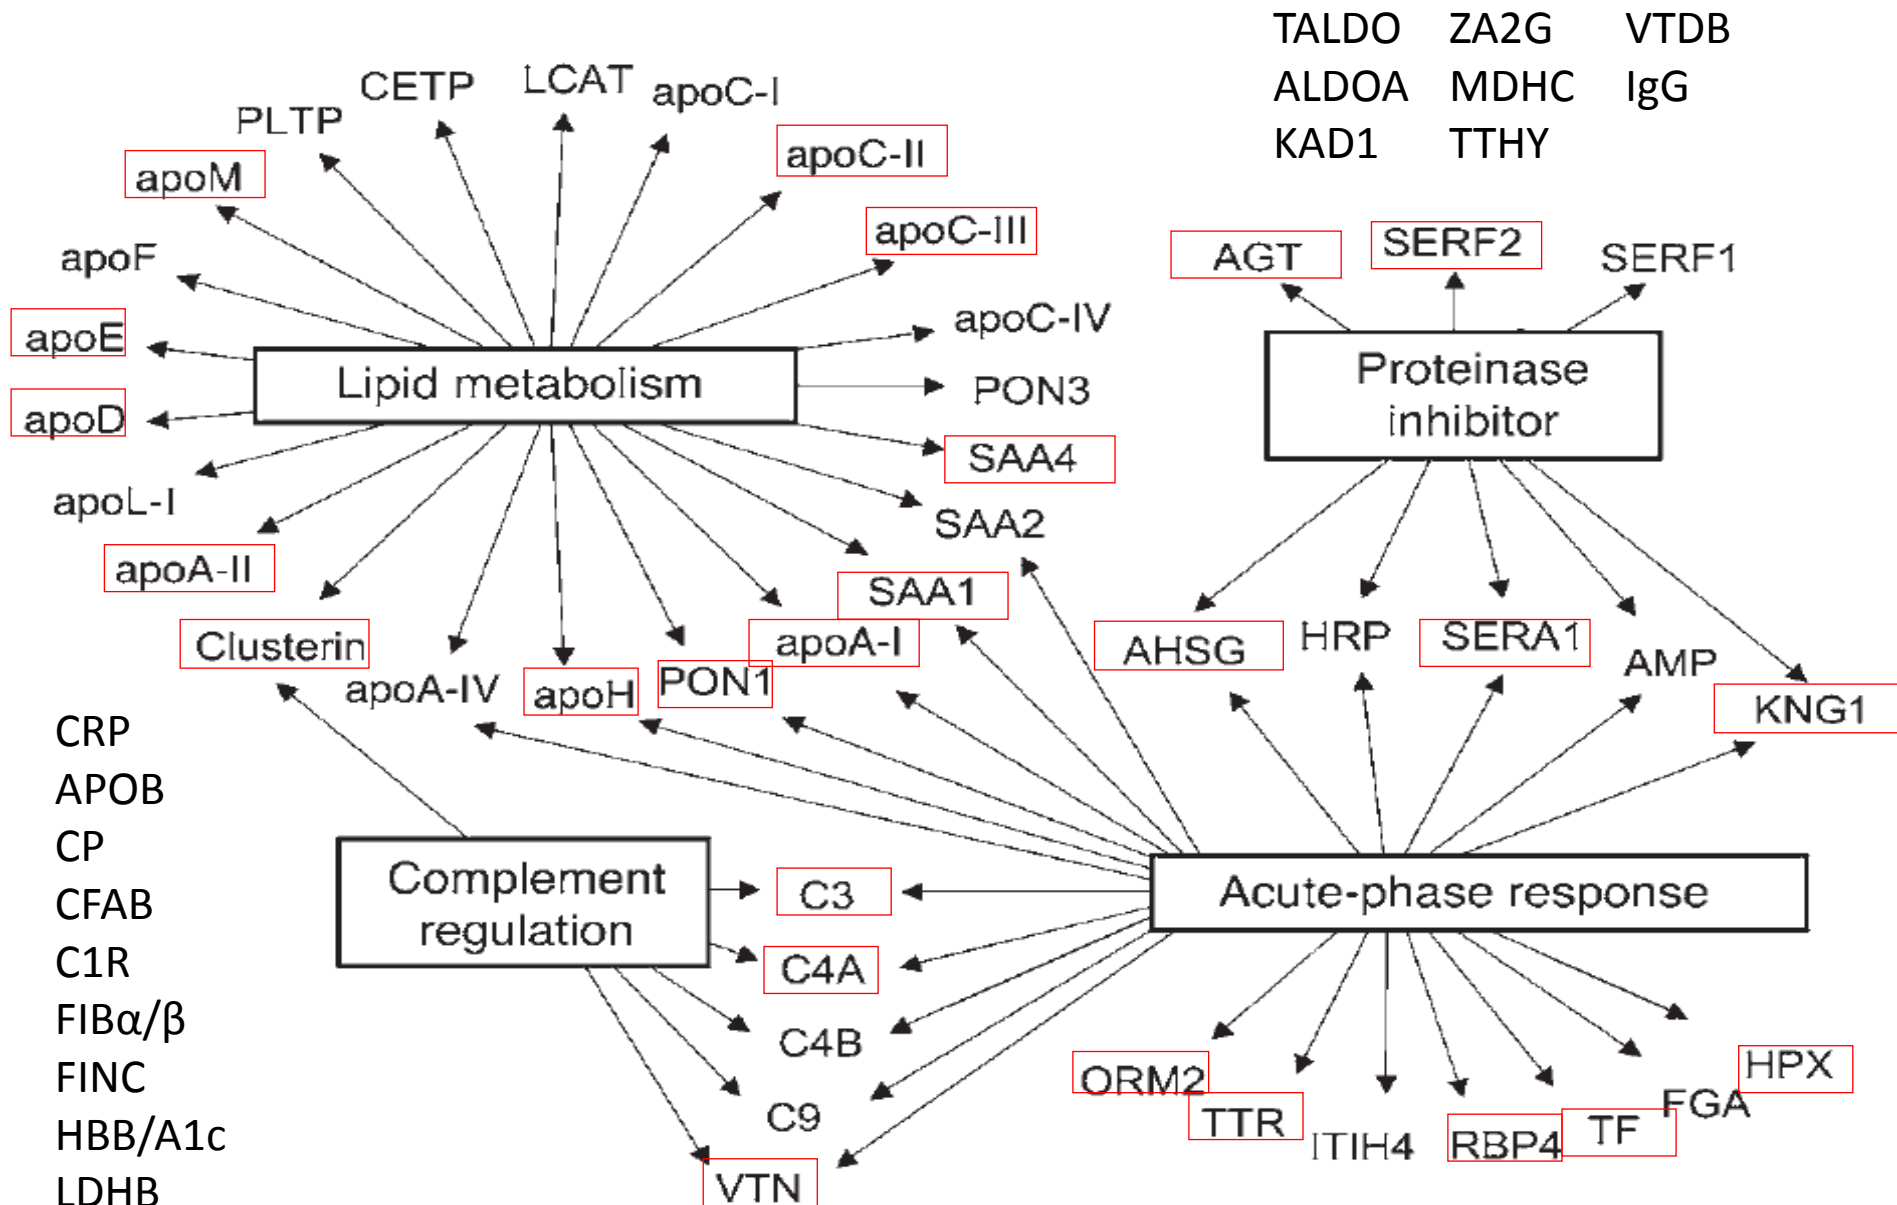 TALDO ZA2G VTDB
ALDOA MDHC IgG
KAD1 TTHY
CETP
LCAT
apoC-I
PLTP
apoC-II
apoM
apoC-III
apoF
apoE
apoC-IV
Lipid metabolism
PON3
apoD
SAA4
apoL-I
SAA2
apoA-II
SAA1
Clusterin
apoA-IV
apoH
PON1
apoA-I
AGT
SERF2
SERF1
Proteinase
inhibitor
AHSG
HRP
SERA1
AMP
KNG1
CRP
APOB
CP
CFAB
C1R
FIBα/β
FINC
HBB/A1c
LDHB
Complement
regulation
C3
C4A
C4B
C9
VTN
Acute-phase response
ORM2
TTR
ITIH4
RBP4
TF
FGA
HPX